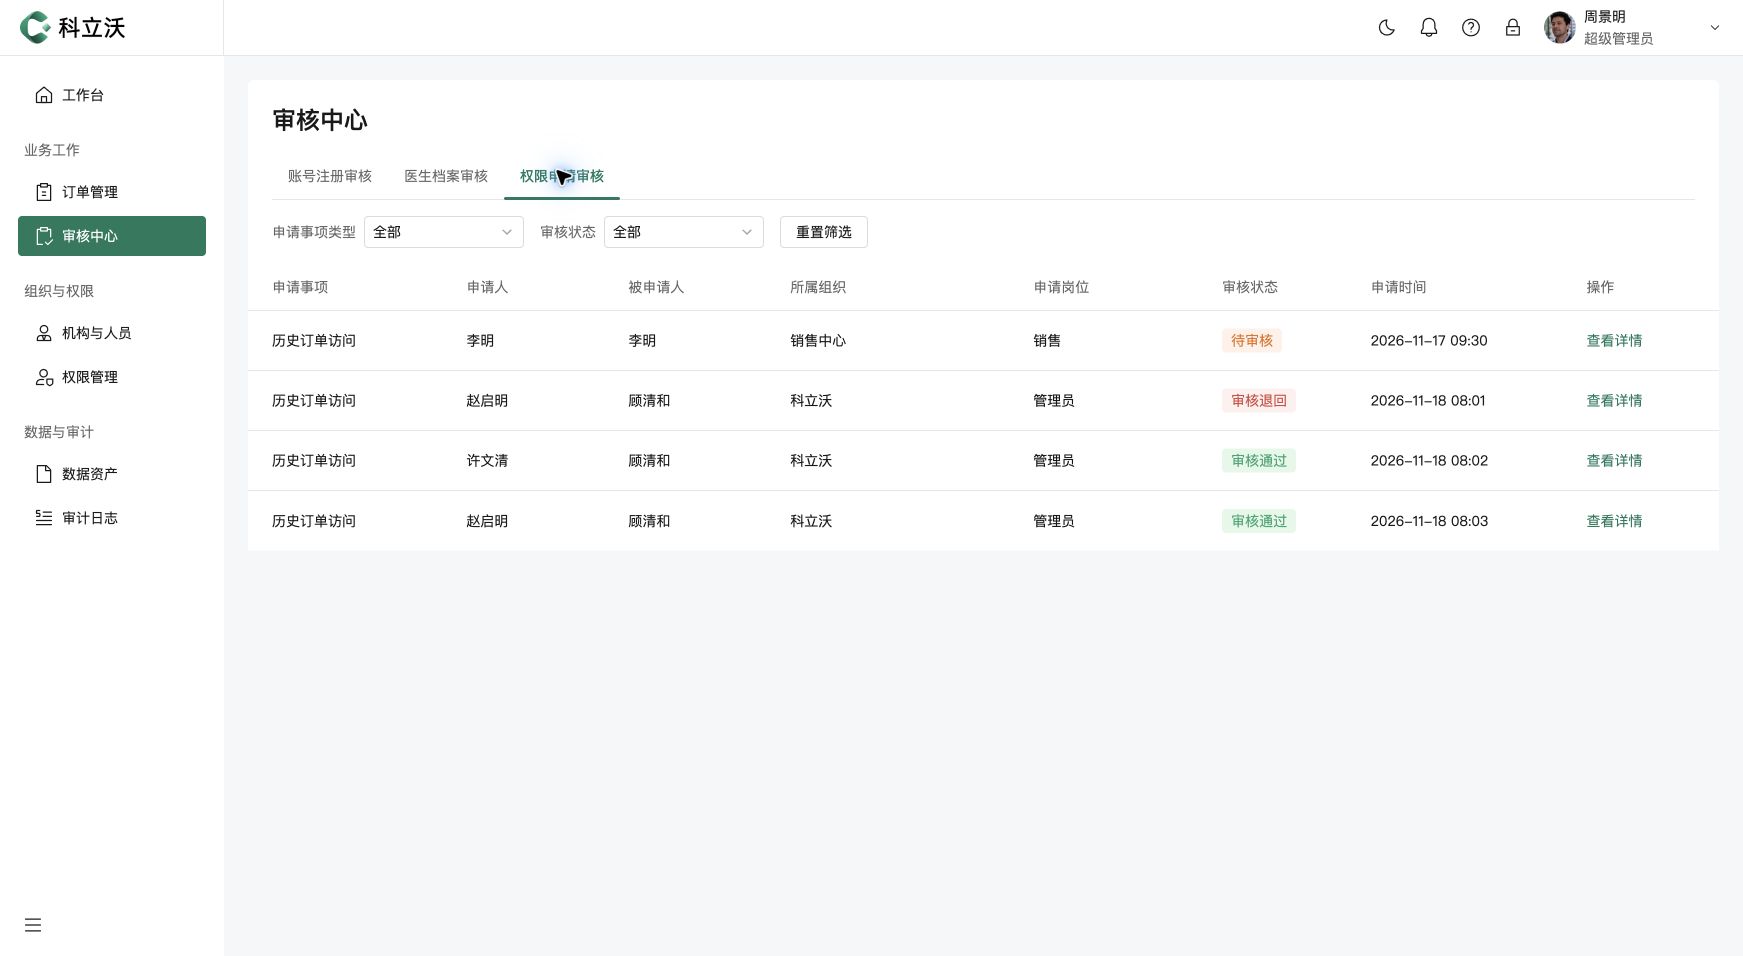 科立沃
周景明
超级管理员
工作台
业务工作
订单管理
审核中心
组织与权限
机构与人员
权限管理
数据与审计
数据资产
审计日志
审核中心
账号注册审核 医生档案审核 权限申请审核
申请事项类型 全部 审核状态 全部 重置筛选
申请事项 申请人 被申请人 所属组织 申请岗位 审核状态 申请时间 操作
历史订单访问 李明 李明 销售中心 销售 待审核 2026-11-17 09:30 查看详情
历史订单访问 赵启明 顾清和 科立沃 管理员 审核退回 2026-11-18 08:01 查看详情
历史订单访问 许文清 顾清和 科立沃 管理员 审核通过 2026-11-18 08:02 查看详情
历史订单访问 赵启明 顾清和 科立沃 管理员 审核通过 2026-11-18 08:03 查看详情